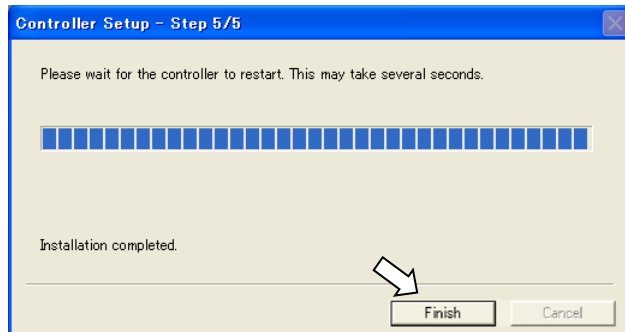 Controller Setup - Step 5/5
Please wait for the controller to restart. This may take several seconds.
Installation completed.
Finish
Cancel